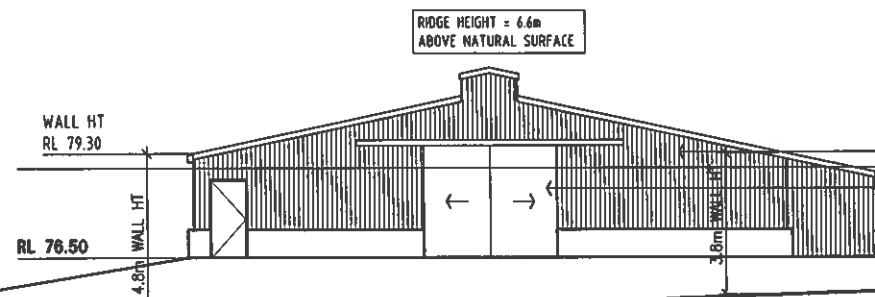 RIDGE HEIGHT = 6.6m
ABOVE NATURAL SURFACE
WALL HT
RL 79.30
RL 76.50
4.8m WALL HT
3.8m WALL HT